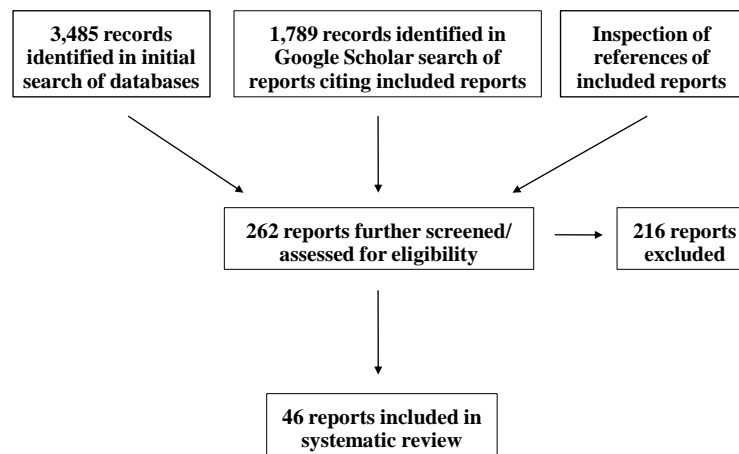 3,485 records
identified in initial
search of databases
1,789 records identified in
Google Scholar search of
reports citing included reports
Inspection of
references of
included reports
262 reports further screened/
assessed for eligibility
216 reports
excluded
46 reports included in
systematic review